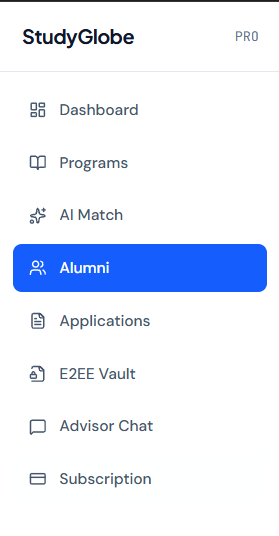 StudyGlobe PRO
Dashboard
Programs
AI Match
Alumni
Applications
E2EE Vault
Advisor Chat
Subscription